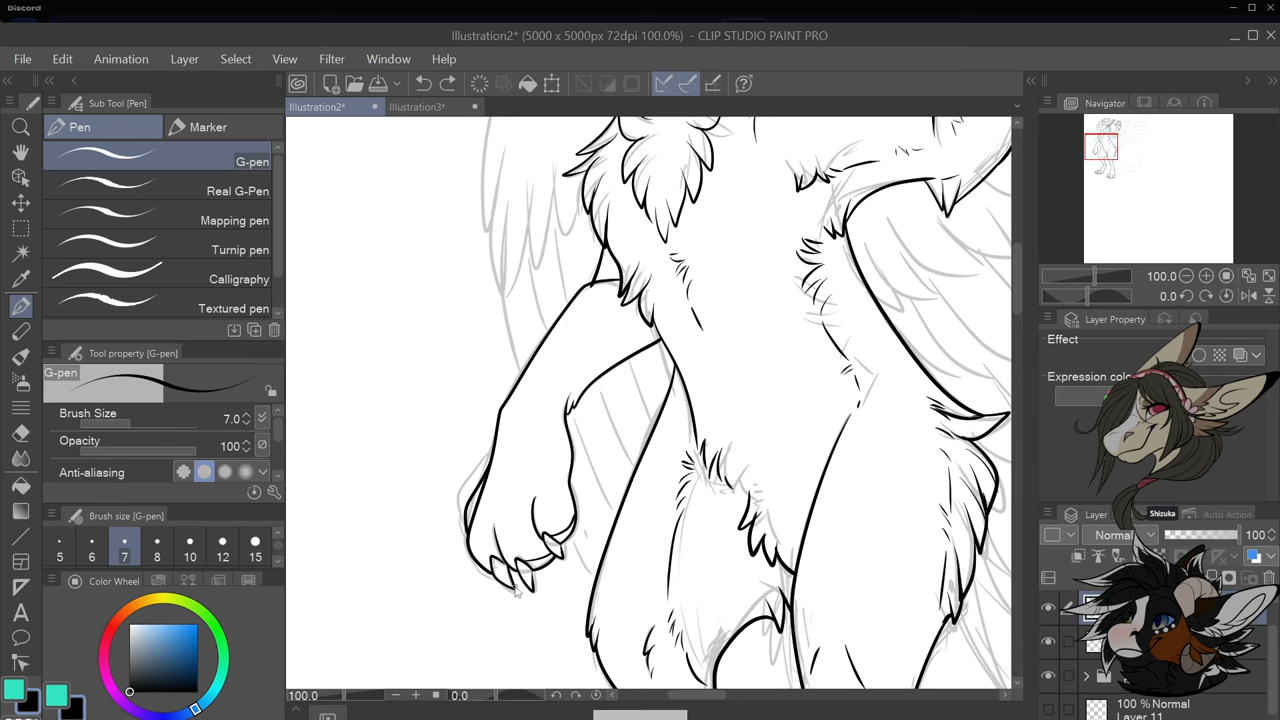 Discord
Illustration2* (5000 x 5000px 72dpi 100.0%) - CLIP STUDIO PAINT PRO
File Edit Animation Layer Select View Filter Window Help
Sub Tool [Pen]
Illustration2* Illustration3*
Navigator
Pen Marker
G-pen
Real G-Pen
Mapping pen
Turnip pen
Calligraphy
Textured pen
100.0
0.0
Layer Property
Effect
Expression colo
Tool property [G-pen]
G-pen
Brush Size 7.0
Opacity 100
Anti-aliasing
Brush size [G-pen]
5 6 7 8 10 12 15
Color Wheel
Layer Shizuka Auto Action
Normal 100
100.0 0.0
100 % Normal
Layer 11